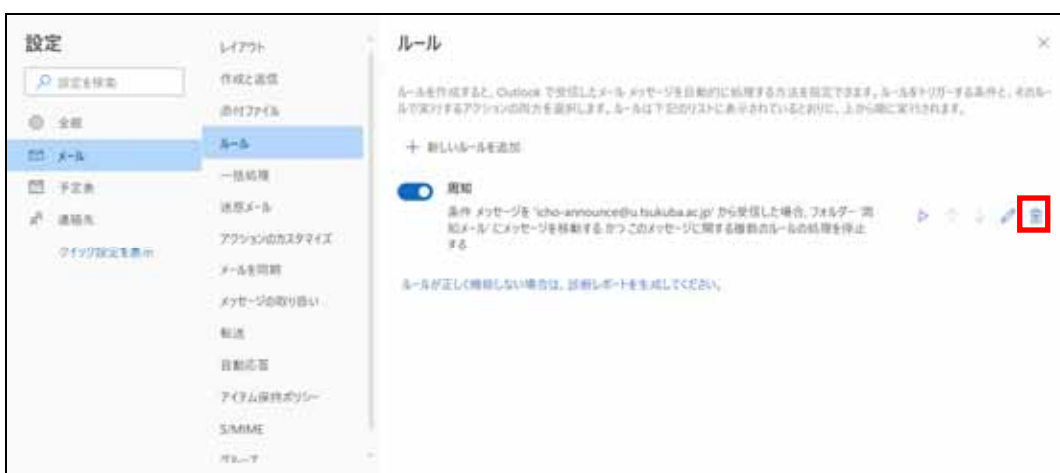 設定
設定を検索
全般
メール
予定表
連絡先
クイック設定を表示
レイアウト
作成と返信
添付ファイル
ルール
一括処理
迷惑メール
アクションのカスタマイズ
メールを同期
メッセージの取り扱い
転送
自動応答
アイテム保持ポリシー
S/MIME
グループ
ルール
ルールを作成すると、Outlook で受信したメール メッセージを自動的に処理する方法を指定できます。ルールをトリガーする条件と、そのルー
ルで実行するアクションの両方を選択します。ルールは下記のリストに表示されているとおりに、上から順に実行されます。
新しいルールを追加
周知
条件 メッセージを 'icho-announce@u.tsukuba.ac.jp' から受信した場合、フォルダー '周
知メール' にメッセージを移動する かつ このメッセージに関する複数のルールの処理を停止
する
ルールが正しく機能しない場合は、診断レポートを生成してください。